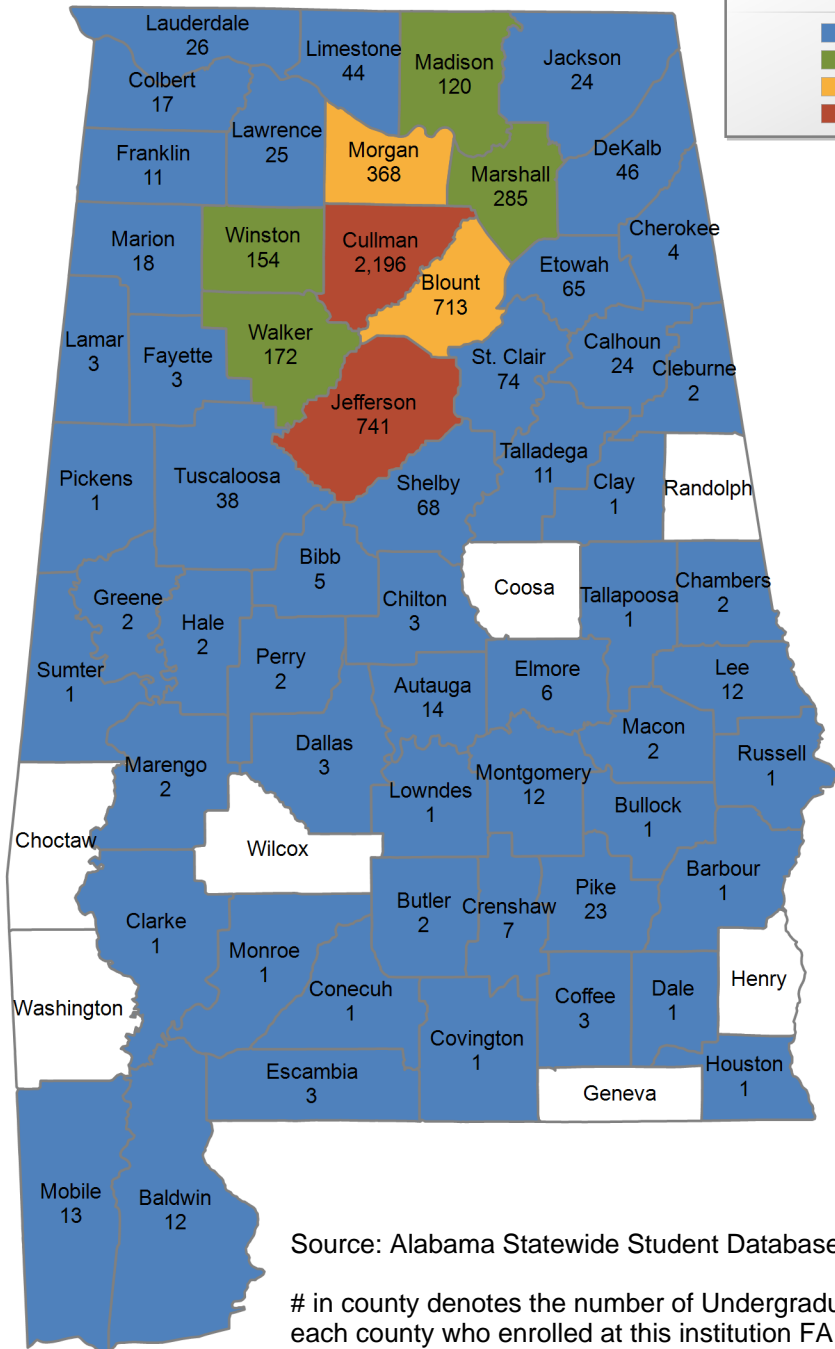 Lauderdale
26
Limestone
44
Madison
120
Jackson
24
Colbert
17
Lawrence
25
Franklin
11
Morgan
368
Marshall
285
DeKalb
46
Cherokee
4
Marion
18
Winston
154
Cullman
2,196
Blount
713
Etowah
65
Lamar
3
Fayette
3
Walker
172
St. Clair
74
Calhoun
24
Cleburne
2
Jefferson
741
Talladega
11
Pickens
1
Tuscaloosa
38
Shelby
68
Clay
1
Randolph
Bibb
5
Coosa
Greene
2
Hale
2
Chilton
3
Tallapoosa
1
Chambers
2
Sumter
1
Perry
2
Autauga
14
Elmore
6
Lee
12
Marengo
2
Dallas
3
Macon
2
Russell
1
Lowndes
1
Montgomery
12
Bullock
1
Choctaw
Wilcox
Barbour
1
Clarke
1
Butler
2
Crenshaw
7
Pike
23
Monroe
1
Conecuh
1
Washington
Coffee
3
Dale
1
Henry
Covington
1
Escambia
3
Geneva
Houston
1
Mobile
13
Baldwin
12
Source: Alabama Statewide Student Database
# in county denotes the number of Undergradu
each county who enrolled at this institution FA